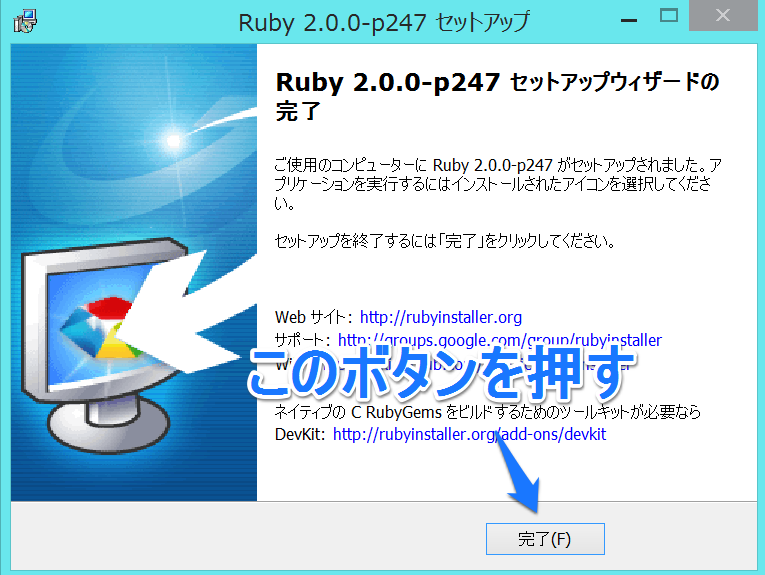 Ruby 2.0.0-p247 セットアップ
Ruby 2.0.0-p247 セットアップウィザードの
完了
ご使用のコンピューターに Ruby 2.0.0-p247 がセットアップされました。ア
プリケーションを実行するにはインストールされたアイコンを選択してくださ
い。
セットアップを終了するには「完了」をクリックしてください。
Web サイト: http://rubyinstaller.org
サポート: http://groups.google.com/group/rubyinstaller
このボタンを押す
ネイティブの C RubyGems をビルドするためのツールキットが必要なら
DevKit: http://rubyinstaller.org/add-ons/devkit
完了(F)